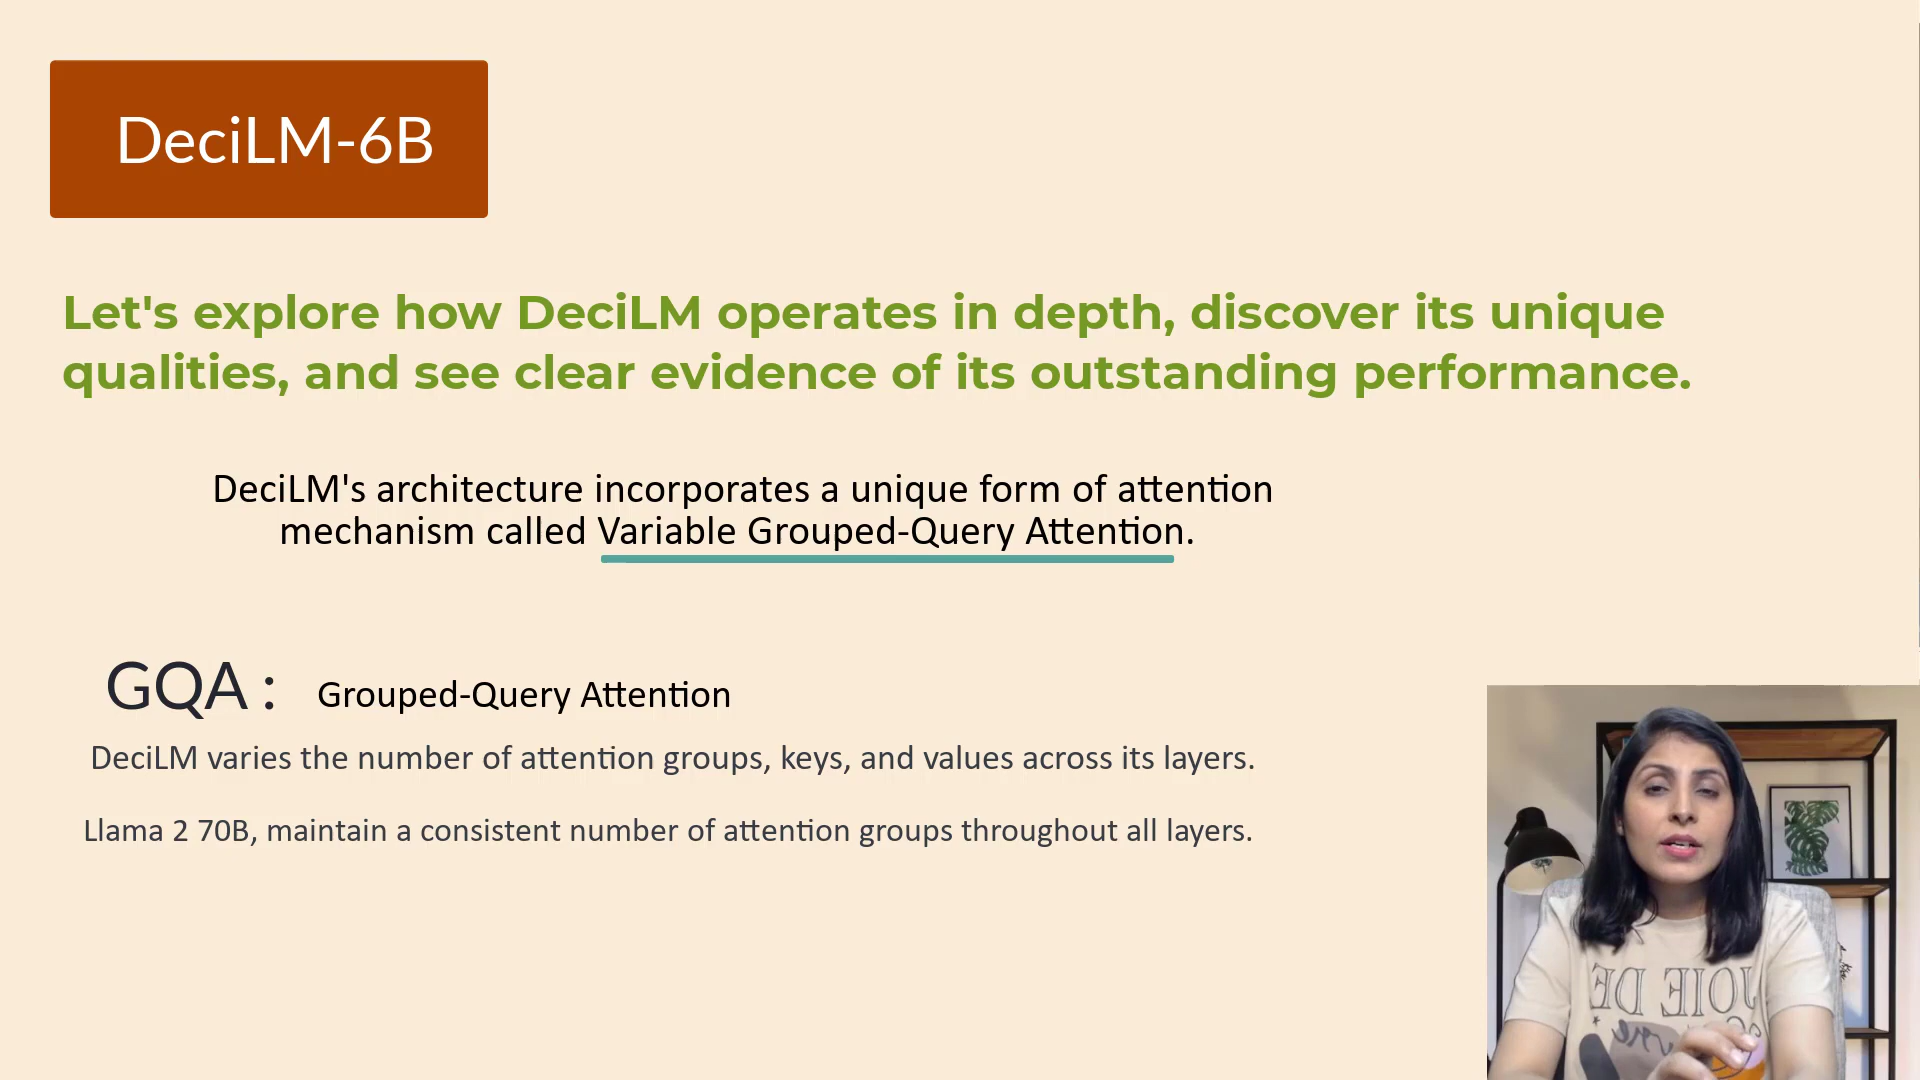 DeciLM-6B
Let's explore how DeciLM operates in depth, discover its unique
qualities, and see clear evidence of its outstanding performance.
DeciLM's architecture incorporates a unique form of attention
mechanism called Variable Grouped-Query Attention.
GQA : Grouped-Query Attention
DeciLM varies the number of attention groups, keys, and values across its layers.
Llama 2 70B, maintain a consistent number of attention groups throughout all layers.
JOIE DE